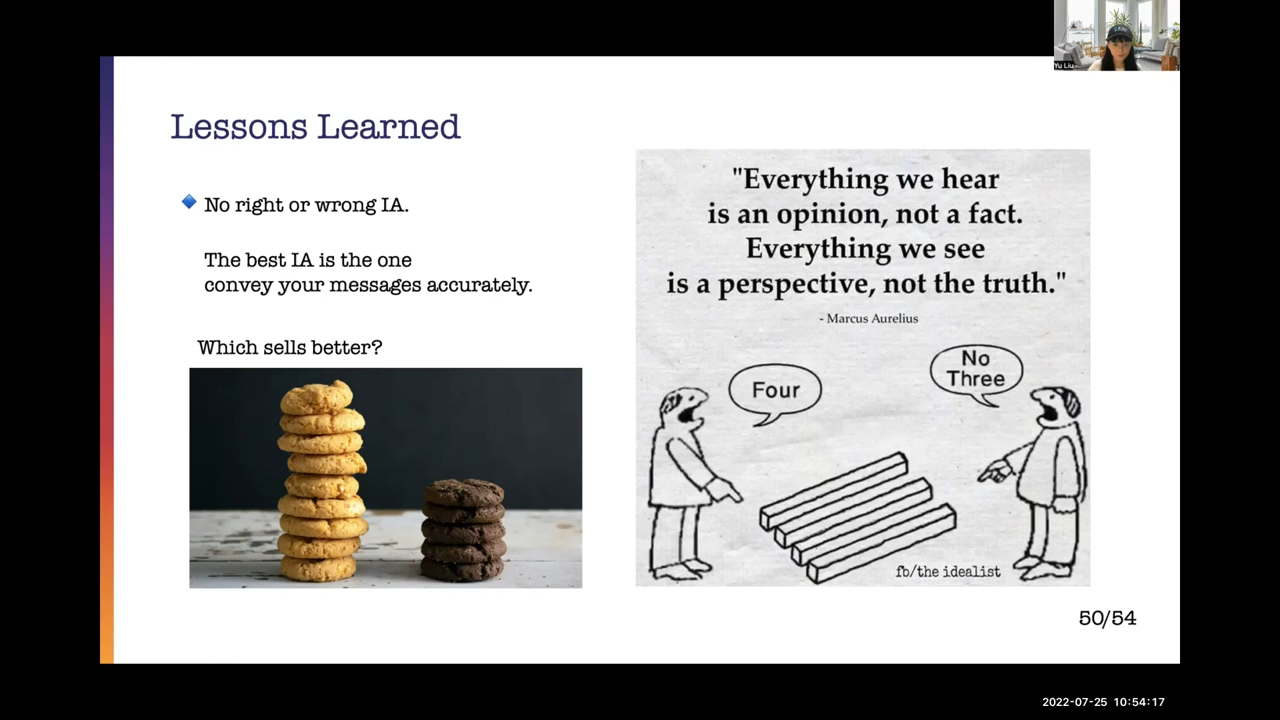 Yu Liu
Lessons Learned
No right or wrong IA.
The best IA is the one
convey your messages accurately.
Which sells better?
"Everything we hear
is an opinion, not a fact.
Everything we see
is a perspective, not the truth."
- Marcus Aurelius
Four
No
Three
fb/the idealist
50/54
2022-07-25 10:54:17